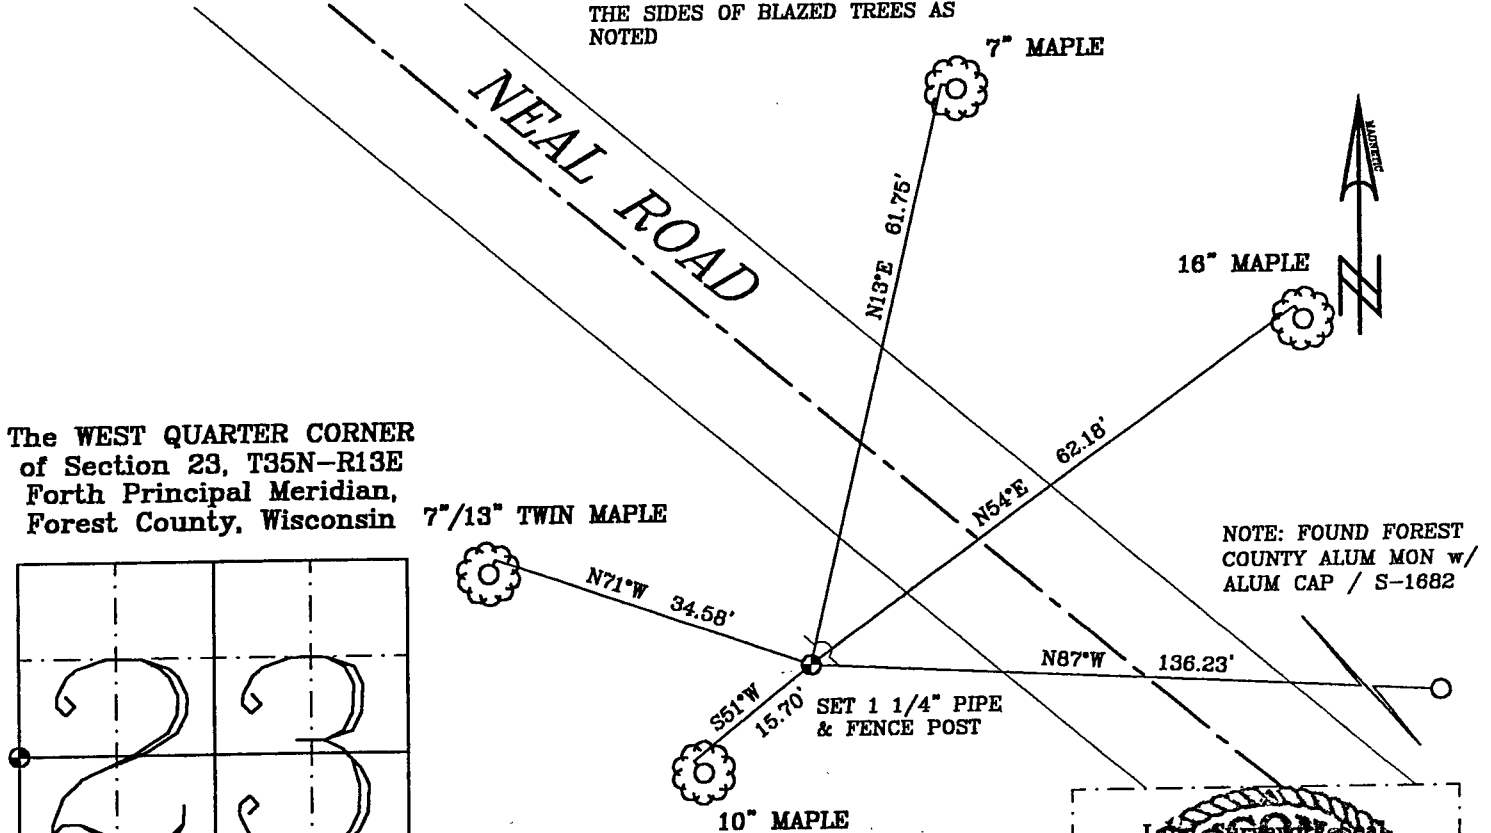 THE SIDES OF BLAZED TREES AS
NOTED
7" MAPLE
NEAL ROAD
MAGNETIC
N
N13°E 61.75'
16" MAPLE
62.18'
N54°E
The WEST QUARTER CORNER
of Section 23, T35N-R13E
Forth Principal Meridian,
Forest County, Wisconsin
7"/13" TWIN MAPLE
N71°W 34.58'
NOTE: FOUND FOREST
COUNTY ALUM MON w/
ALUM CAP / S-1682
N87°W 136.23'
S51°W
15.70'
SET 1 1/4" PIPE
& FENCE POST
10" MAPLE
23